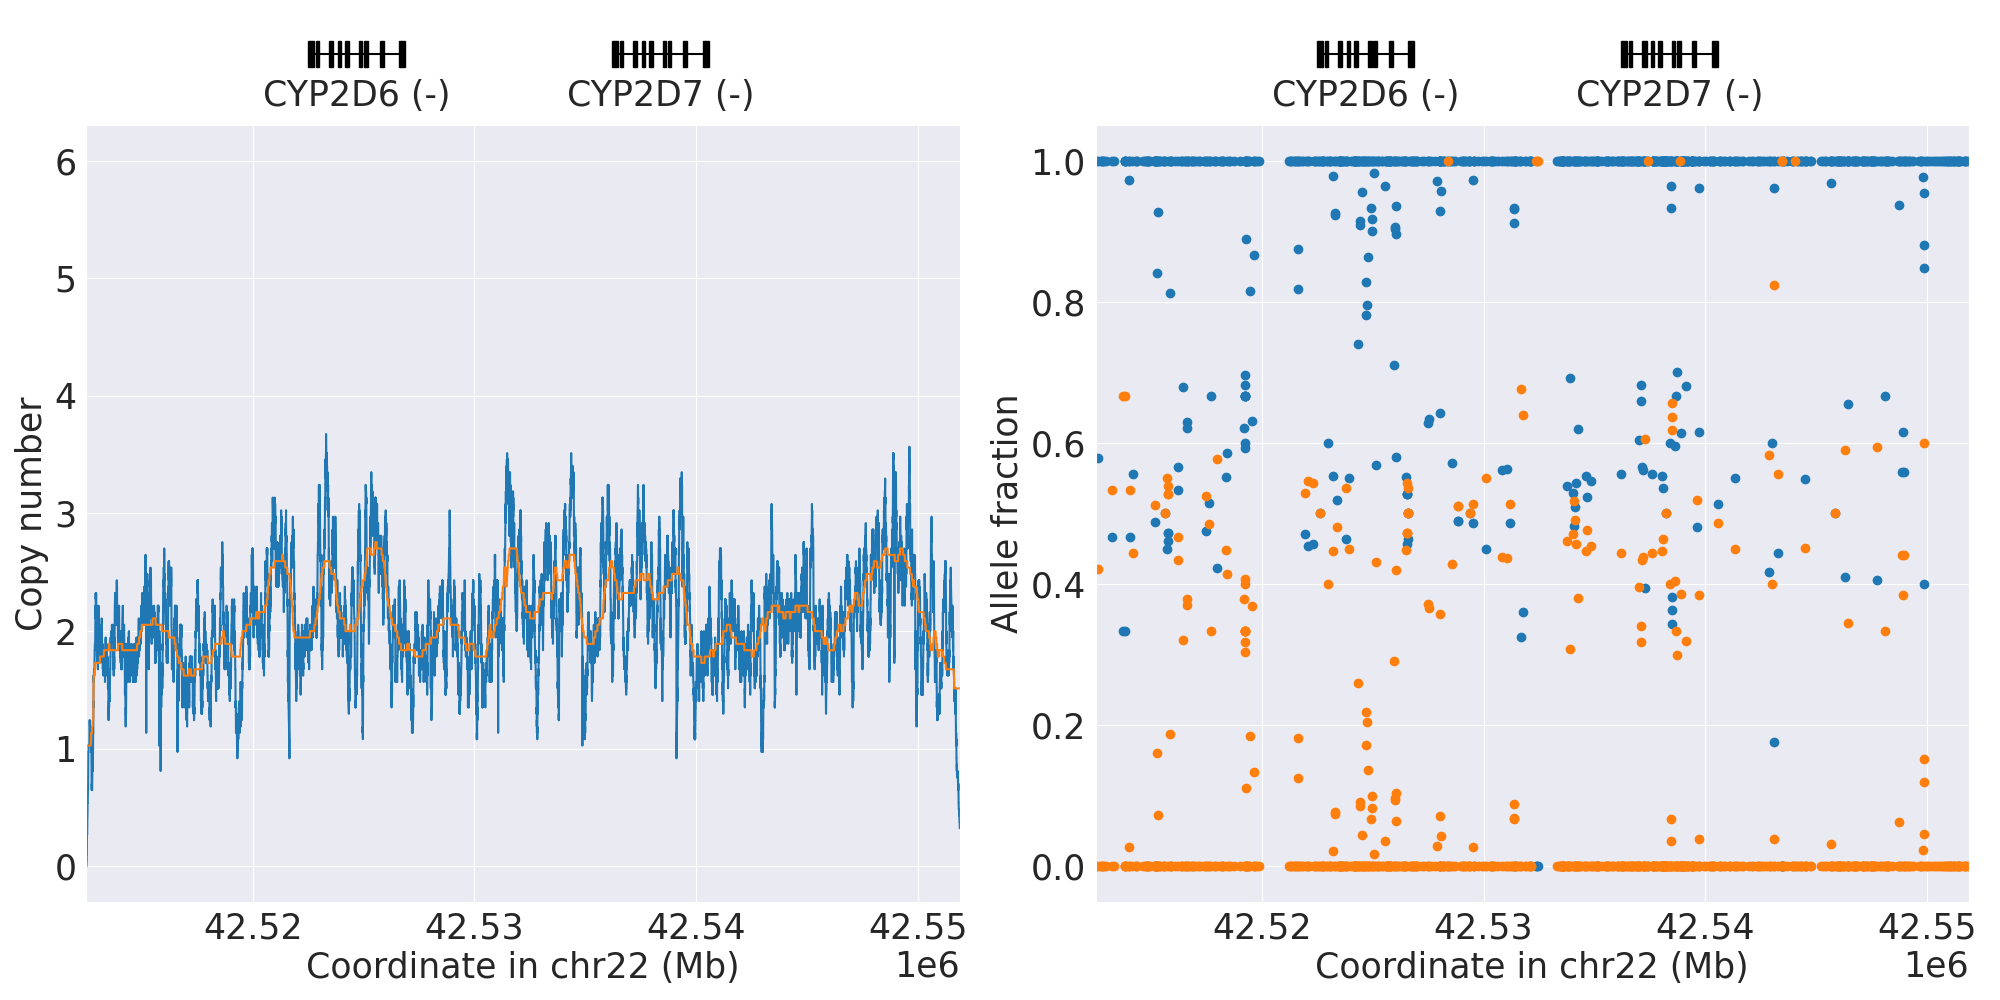 CYP2D6 (-) CYP2D7 (-)
6
5
4
3
2
1
0
Copy number
42.52 42.53 42.54 42.55
Coordinate in chr22 (Mb) 1e6
CYP2D6 (-) CYP2D7 (-)
1.0
0.8
0.6
0.4
0.2
0.0
Allele fraction
42.52 42.53 42.54 42.55
Coordinate in chr22 (Mb) 1e6